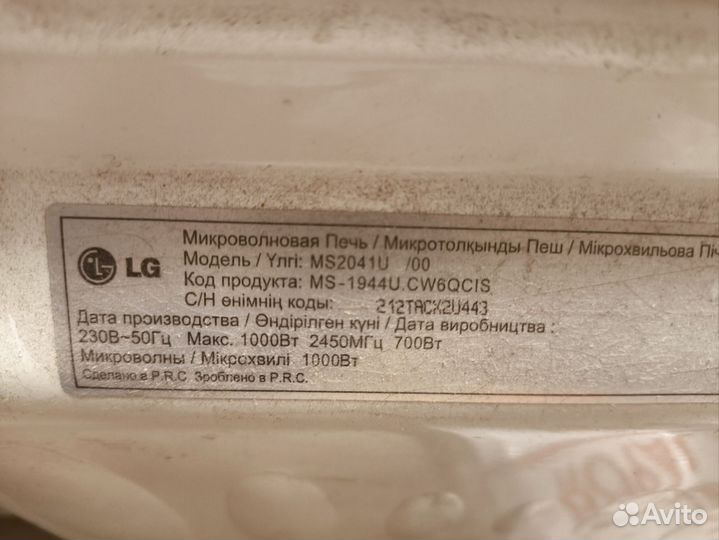 LG
Микроволновая Печь / Микротолқынды Пеш / Мікрохвильова Піч
Модель / Үлгі: MS2041U /00
Код продукта: MS-1944U.CW6QCIS
С/Н өнімнің коды: 212TACX2U443
Дата производства / Өндірілген күні / Дата виробництва :
230В~50Гц Макс. 1000Вт 2450МГц 700Вт
Микроволны / Мікрохвилі 1000Вт
Сделано в P.R.C. Зроблено в P.R.C.
Avito